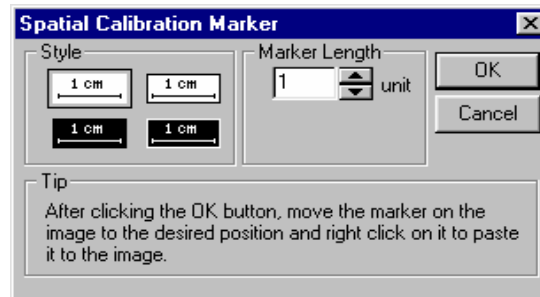 Spatial Calibration Marker
Style
1 cm 1 cm
1 cm 1 cm
Marker Length
1 unit
OK
Cancel
Tip
After clicking the OK button, move the marker on the
image to the desired position and right click on it to paste
it to the image.